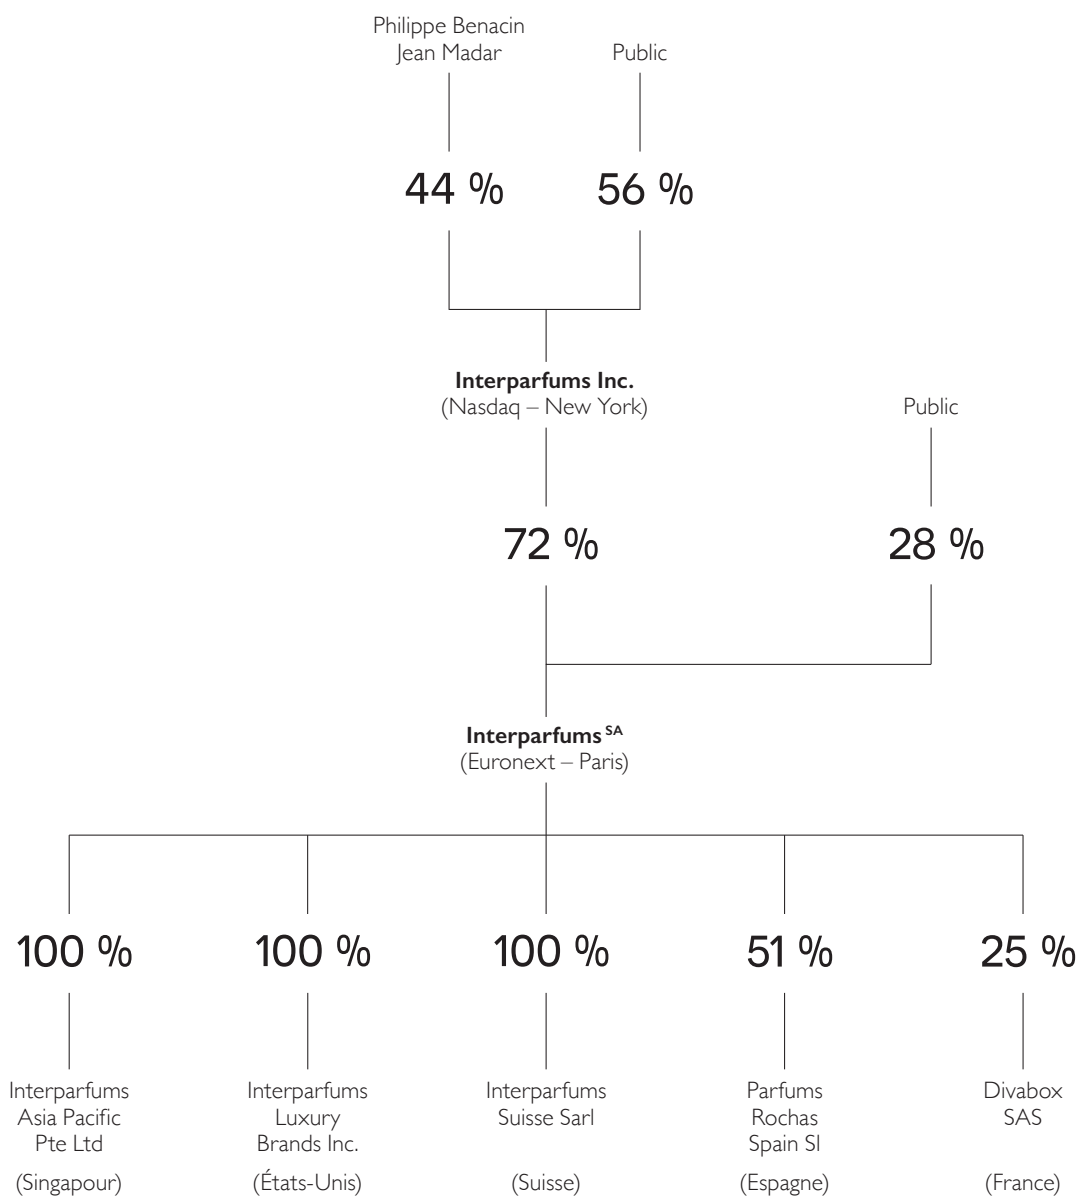 Philippe Benacin
Jean Madar
Public
44 %
56 %
Interparfums Inc.
(Nasdaq – New York)
Public
72 %
28 %
Interparfums SA
(Euronext – Paris)
100 %
100 %
100 %
51 %
25 %
Interparfums
Asia Pacific
Pte Ltd
(Singapour)
Interparfums
Luxury
Brands Inc.
(États-Unis)
Interparfums
Suisse Sarl
(Suisse)
Parfums
Rochas
Spain Sl
(Espagne)
Divabox
SAS
(France)